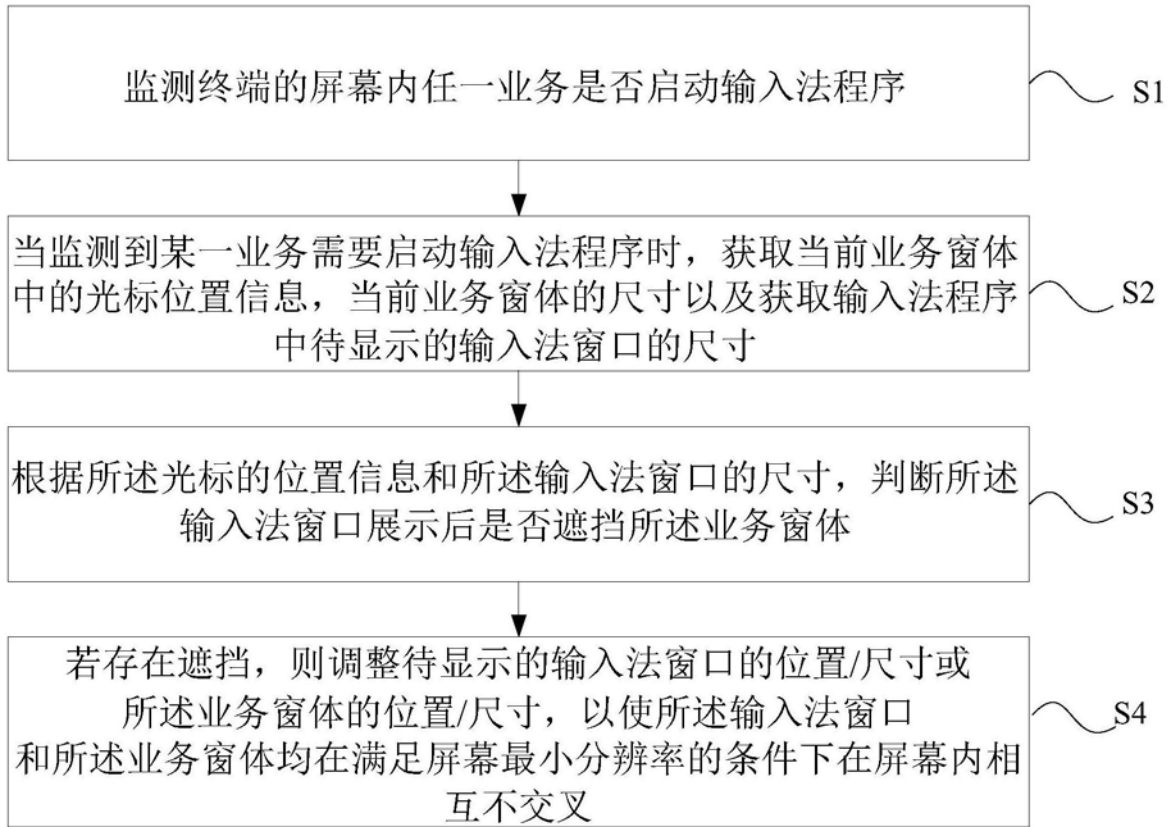 监测终端的屏幕内任一业务是否启动输入法程序
S1
当监测到某一业务需要启动输入法程序时，获取当前业务窗体
中的光标位置信息，当前业务窗体的尺寸以及获取输入法程序
中待显示的输入法窗口的尺寸
S2
根据所述光标的位置信息和所述输入法窗口的尺寸，判断所述
输入法窗口展示后是否遮挡所述业务窗体
S3
若存在遮挡，则调整待显示的输入法窗口的位置/尺寸或
所述业务窗体的位置/尺寸，以使所述输入法窗口
和所述业务窗体均在满足屏幕最小分辨率的条件下在屏幕内相
互不交叉
S4